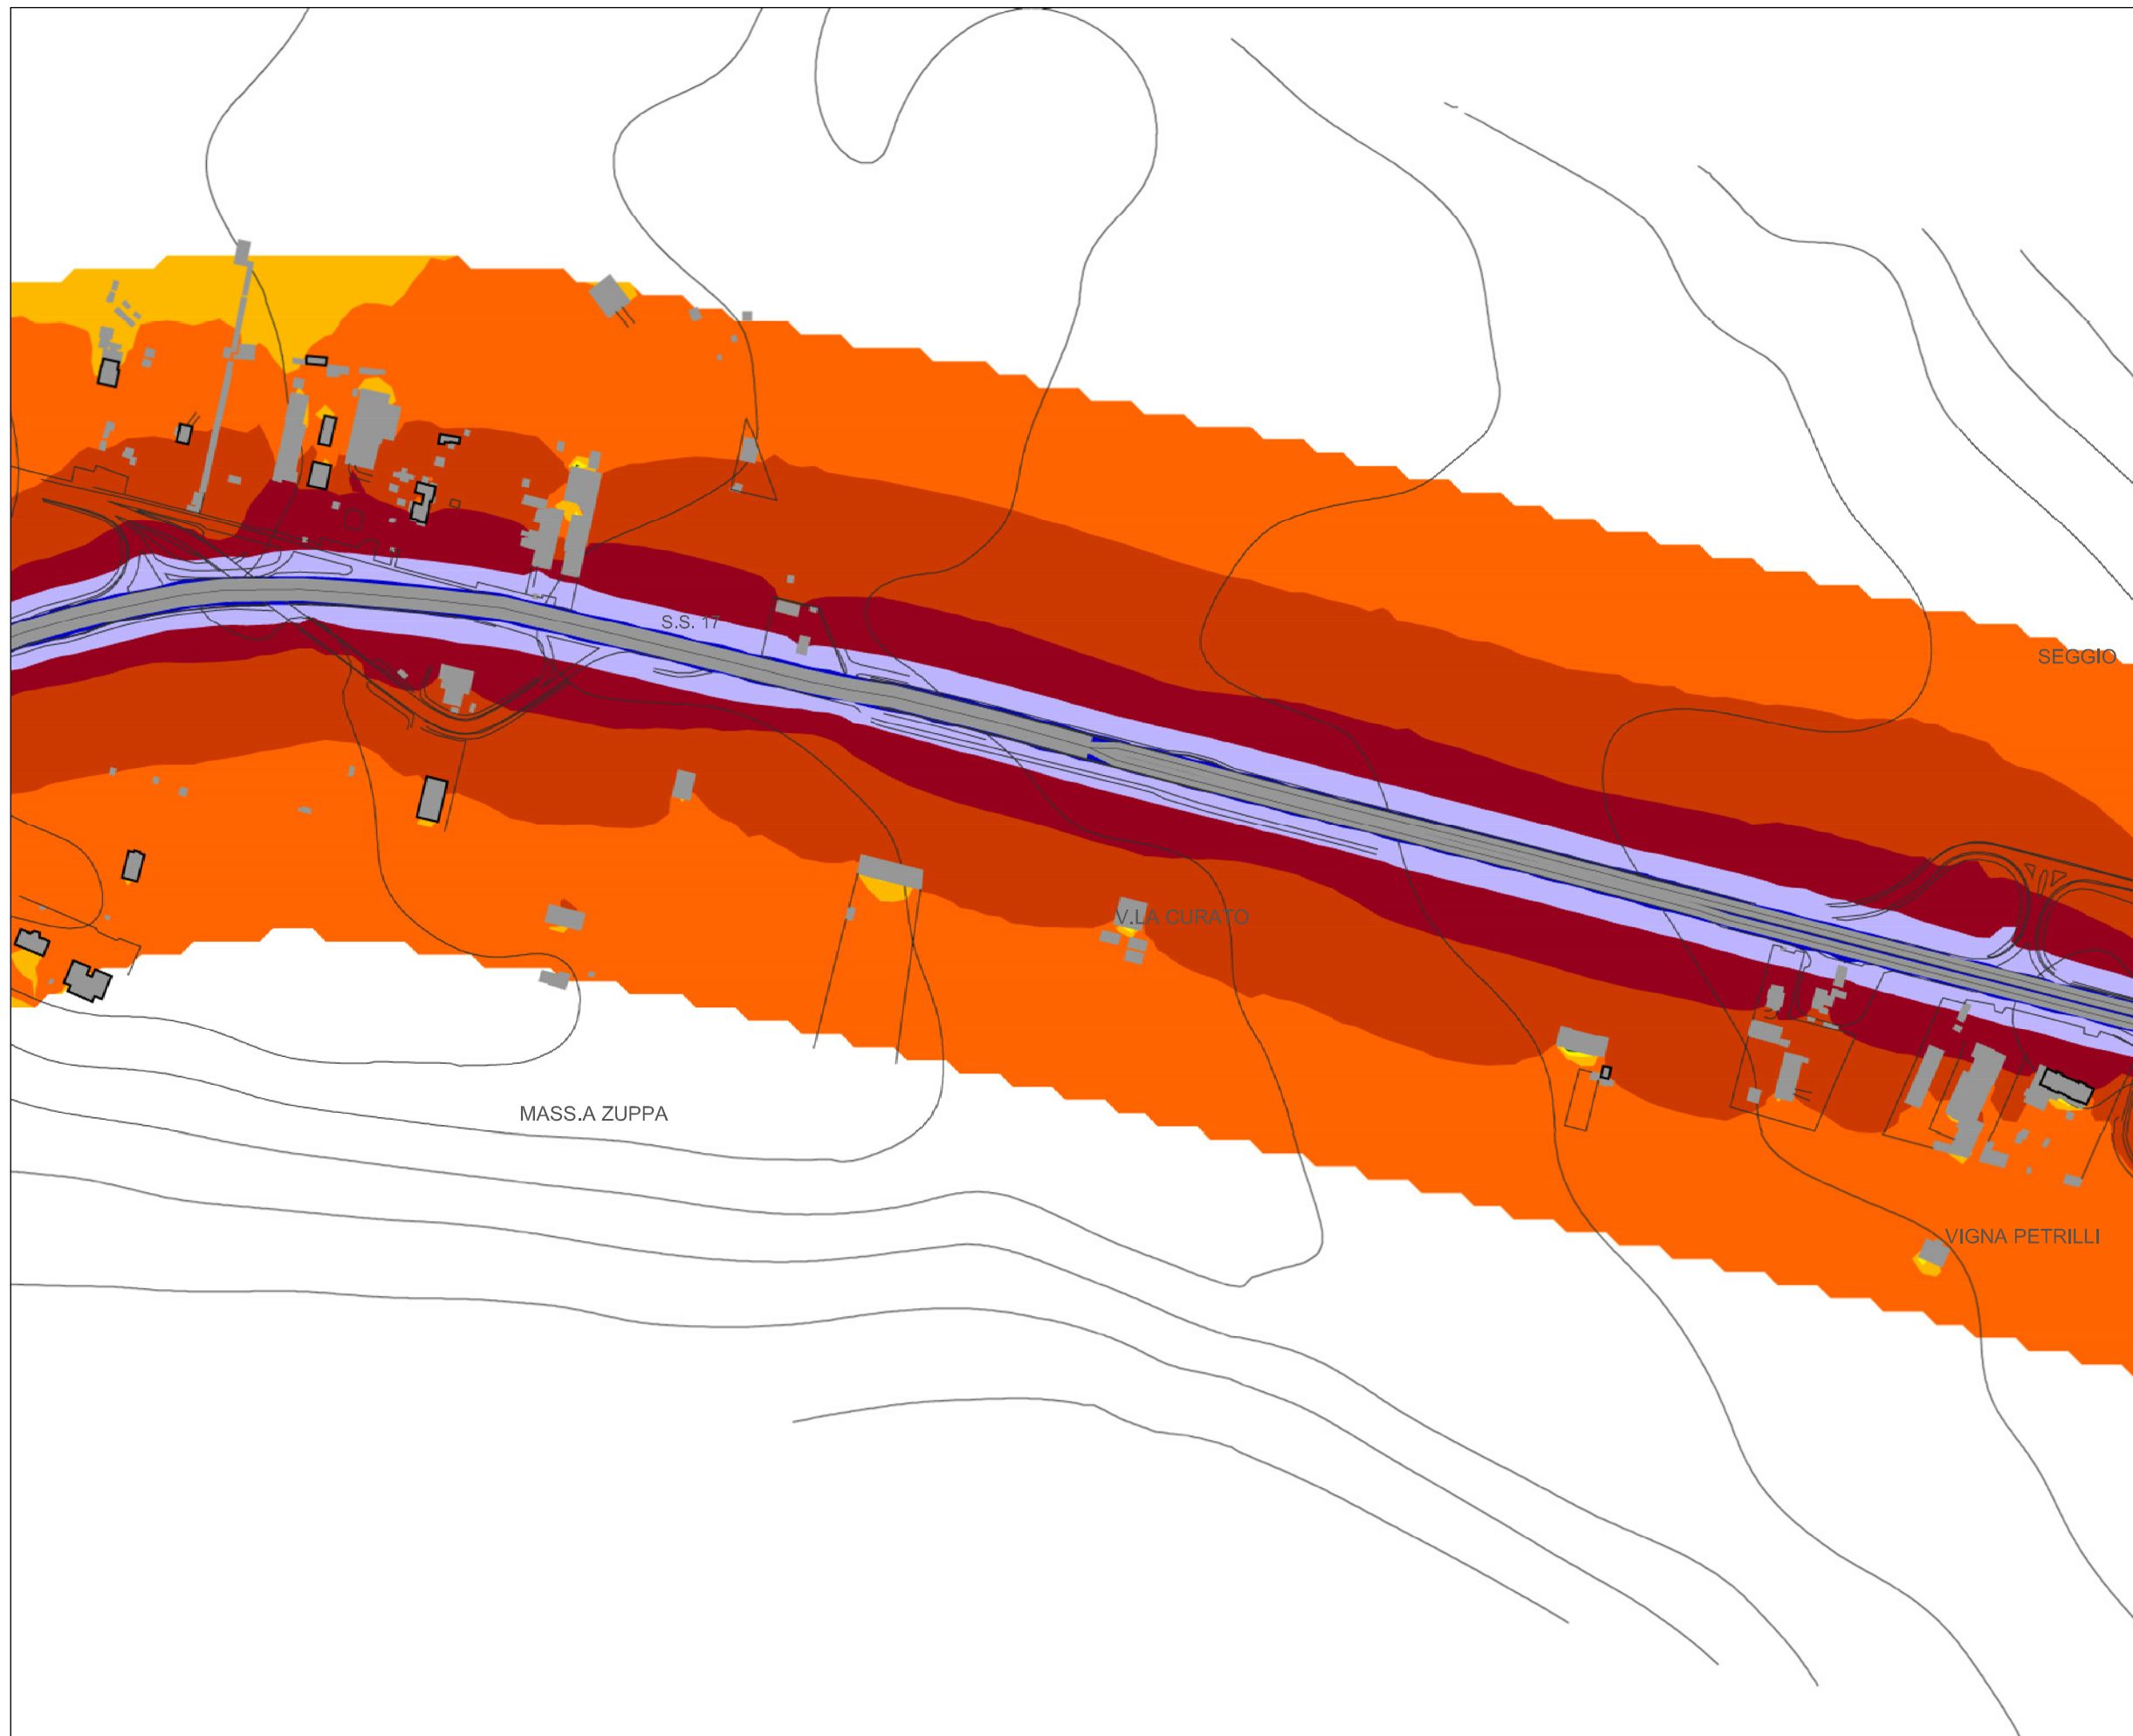 S.S. 17
SEGGIO
V.LA CURATO
MASS.A ZUPPA
VIGNA PETRILLI